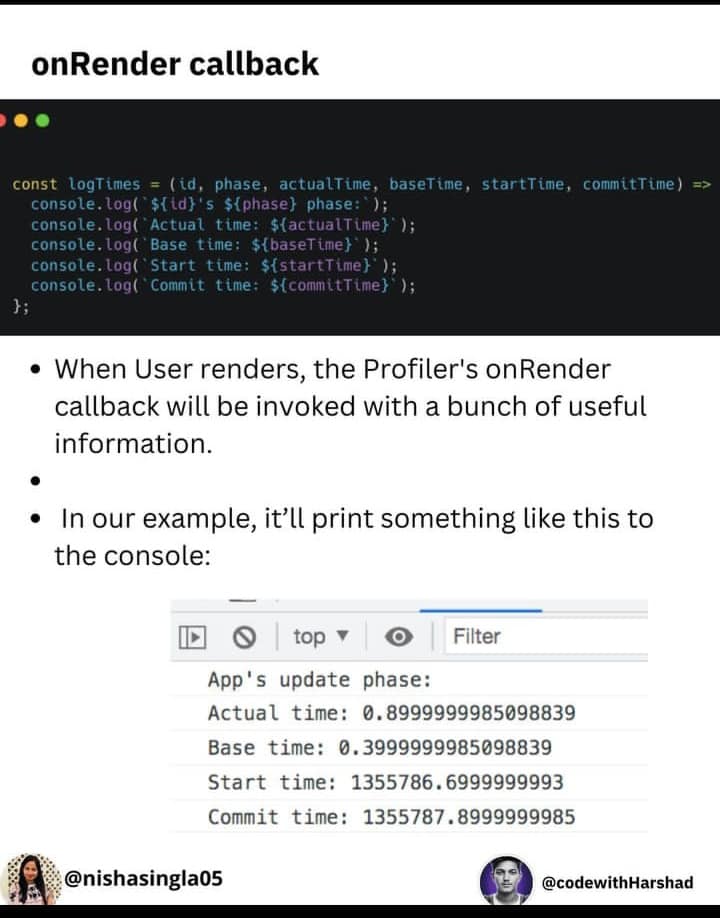 onRender callback
const logTimes = (id, phase, actualTime, baseTime, startTime, commitTime) =>
console.log(`${id}'s ${phase} phase:`);
console.log(`Actual time: ${actualTime}`);
console.log(`Base time: ${baseTime}`);
console.log(`Start time: ${startTime}`);
console.log(`Commit time: ${commitTime}`);
};
• When User renders, the Profiler's onRender
callback will be invoked with a bunch of useful
information.
•
• In our example, it’ll print something like this to
the console:
top ▼ Filter
App's update phase:
Actual time: 0.8999999985098839
Base time: 0.3999999985098839
Start time: 1355786.6999999993
Commit time: 1355787.8999999985
@nishasingla05
@codewithHarshad